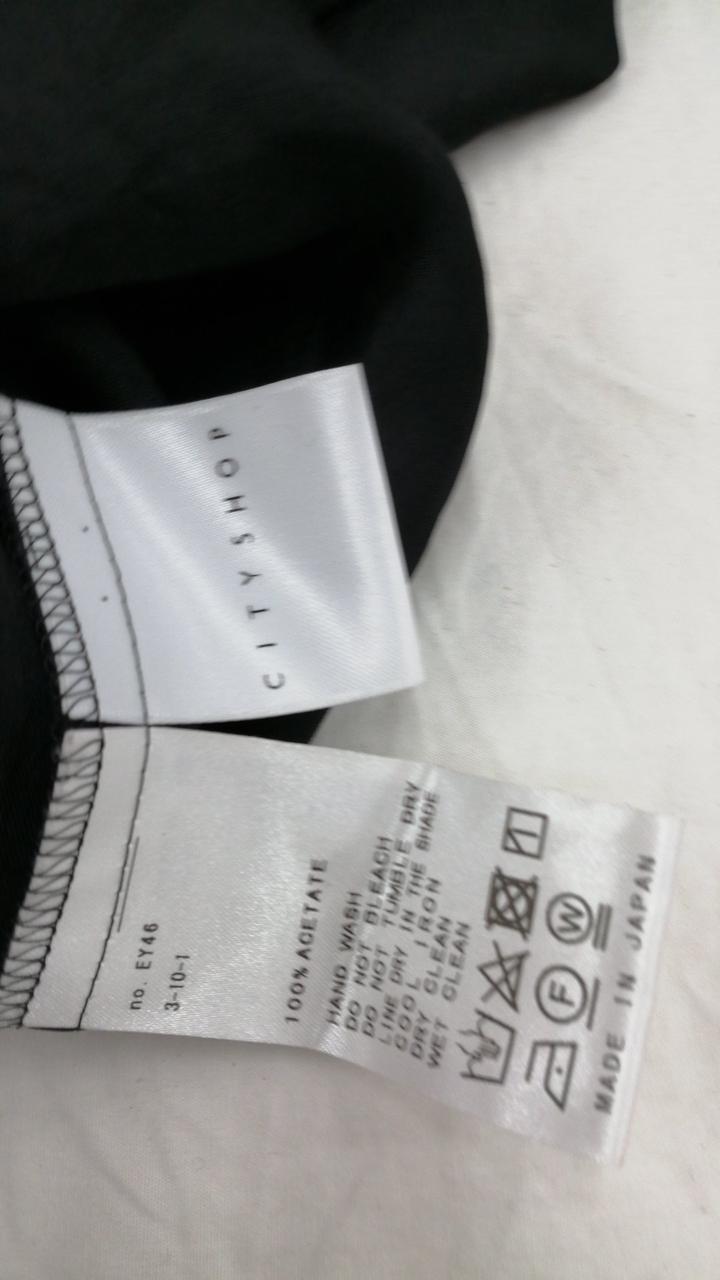 CITYSHOP
no. EY46
3-10-1
100% ACETATE
HAND WASH
DO NOT BLEACH
DO NOT TUMBLE DRY
LINE DRY IN THE SHADE
COOL IRON
DRY CLEAN
WET CLEAN
F
W
MADE IN JAPAN